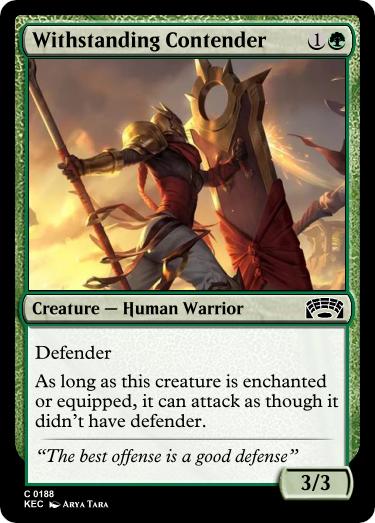 Withstanding Contender 1
Creature — Human Warrior
Defender
As long as this creature is enchanted
or equipped, it can attack as though it
didn't have defender.
“The best offense is a good defense”
3/3
C 0188
KEC Arya Tara